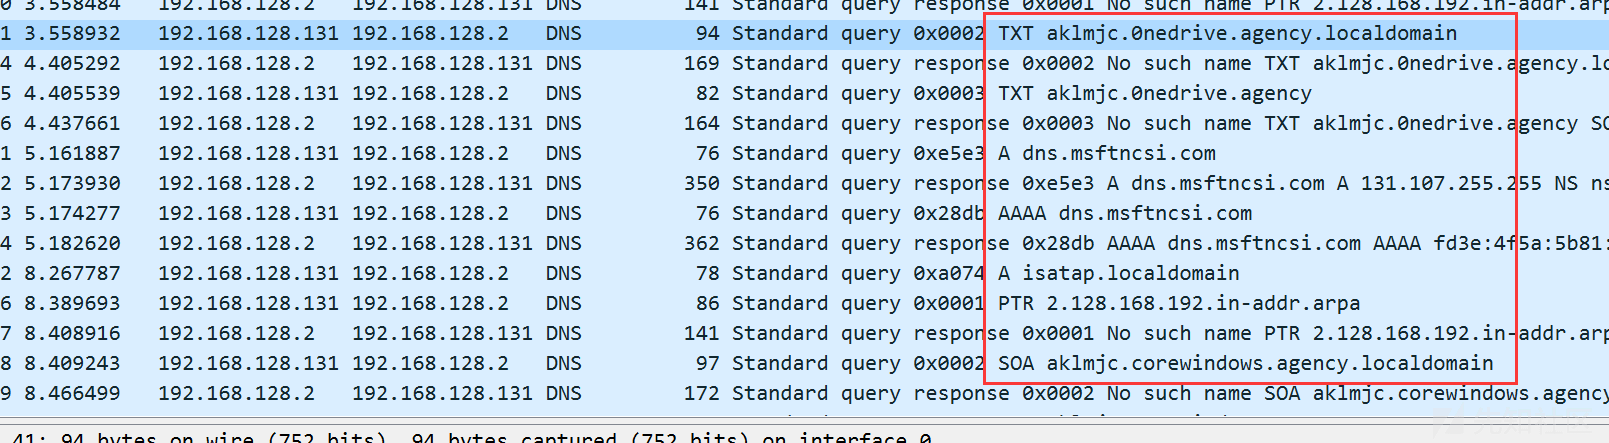 0 3.558484 192.168.128.2 192.168.128.131 DNS 141 Standard query response 0x0001 No such name PTR 2.128.168.192.in-addr.arp
1 3.558932 192.168.128.131 192.168.128.2 DNS 94 Standard query 0x0002 TXT aklmjc.0nedrive.agency.localdomain
4 4.405292 192.168.128.2 192.168.128.131 DNS 169 Standard query response 0x0002 No such name TXT aklmjc.0nedrive.agency.lo
5 4.405539 192.168.128.131 192.168.128.2 DNS 82 Standard query 0x0003 TXT aklmjc.0nedrive.agency
6 4.437661 192.168.128.2 192.168.128.131 DNS 164 Standard query response 0x0003 No such name TXT aklmjc.0nedrive.agency SO
1 5.161887 192.168.128.131 192.168.128.2 DNS 76 Standard query 0xe5e3 A dns.msftncsi.com
2 5.173930 192.168.128.2 192.168.128.131 DNS 350 Standard query response 0xe5e3 A dns.msftncsi.com A 131.107.255.255 NS ns
3 5.174277 192.168.128.131 192.168.128.2 DNS 76 Standard query 0x28db AAAA dns.msftncsi.com
4 5.182620 192.168.128.2 192.168.128.131 DNS 362 Standard query response 0x28db AAAA dns.msftncsi.com AAAA fd3e:4f5a:5b81:
2 8.267787 192.168.128.131 192.168.128.2 DNS 78 Standard query 0xa074 A isatap.localdomain
6 8.389693 192.168.128.131 192.168.128.2 DNS 86 Standard query 0x0001 PTR 2.128.168.192.in-addr.arpa
7 8.408916 192.168.128.2 192.168.128.131 DNS 141 Standard query response 0x0001 No such name PTR 2.128.168.192.in-addr.arp
8 8.409243 192.168.128.131 192.168.128.2 DNS 97 Standard query 0x0002 SOA aklmjc.corewindows.agency.localdomain
9 8.466499 192.168.128.2 192.168.128.131 DNS 172 Standard query response 0x0002 No such name SOA aklmjc.corewindows.agency
41: 94 bytes on wire (752 bits), 94 bytes captured (752 bits) on interface 0